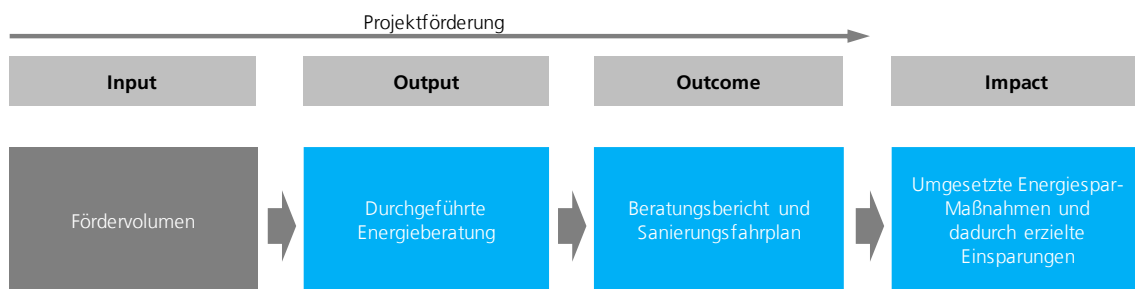 Projektförderung
Input
Output
Outcome
Impact
Fördervolumen
Durchgeführte
Energieberatung
Beratungsbericht und
Sanierungsfahrplan
Umgesetzte Energiespar-
Maßnahmen und
dadurch erzielte
Einsparungen